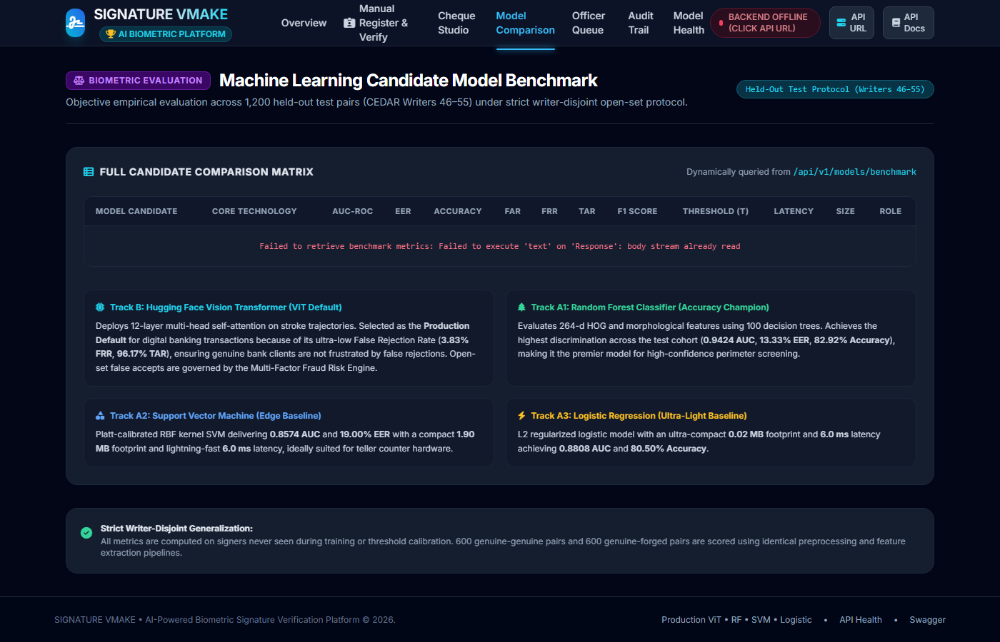 SIGNATURE VMAKE
AI BIOMETRIC PLATFORM
Overview
Manual
Register &
Verify
Cheque
Studio
Model
Comparison
Officer
Queue
Audit
Trail
Model
Health
BACKEND OFFLINE
(CLICK API URL)
API
URL
API
Docs
BIOMETRIC EVALUATION
Machine Learning Candidate Model Benchmark
Objective empirical evaluation across 1,200 held-out test pairs (CEDAR Writers 46–55) under strict writer-disjoint open-set protocol.
Held-Out Test Protocol (Writers 46–55)
FULL CANDIDATE COMPARISON MATRIX
Dynamically queried from /api/v1/models/benchmark
MODEL CANDIDATE CORE TECHNOLOGY AUC-ROC EER ACCURACY FAR FRR TAR F1 SCORE THRESHOLD (T) LATENCY SIZE ROLE
Failed to retrieve benchmark metrics: Failed to execute 'text' on 'Response': body stream already read
Track B: Hugging Face Vision Transformer (ViT Default)
Deploys 12-layer multi-head self-attention on stroke trajectories. Selected as the Production
Default for digital banking transactions because of its ultra-low False Rejection Rate (3.83%
FRR, 96.17% TAR), ensuring genuine bank clients are not frustrated by false rejections. Open-
set false accepts are governed by the Multi-Factor Fraud Risk Engine.
Track A1: Random Forest Classifier (Accuracy Champion)
Evaluates 264-d HOG and morphological features using 100 decision trees. Achieves the
highest discrimination across the test cohort (0.9424 AUC, 13.33% EER, 82.92% Accuracy),
making it the premier model for high-confidence perimeter screening.
Track A2: Support Vector Machine (Edge Baseline)
Platt-calibrated RBF kernel SVM delivering 0.8574 AUC and 19.00% EER with a compact 1.90
MB footprint and lightning-fast 6.0 ms latency, ideally suited for teller counter hardware.
Track A3: Logistic Regression (Ultra-Light Baseline)
L2 regularized logistic model with an ultra-compact 0.02 MB footprint and 6.0 ms latency
achieving 0.8808 AUC and 80.50% Accuracy.
Strict Writer-Disjoint Generalization:
All metrics are computed on signers never seen during training or threshold calibration. 600 genuine-genuine pairs and 600 genuine-forged pairs are scored using identical preprocessing and feature
extraction pipelines.
SIGNATURE VMAKE • AI-Powered Biometric Signature Verification Platform © 2026.
Production ViT • RF • SVM • Logistic • API Health • Swagger